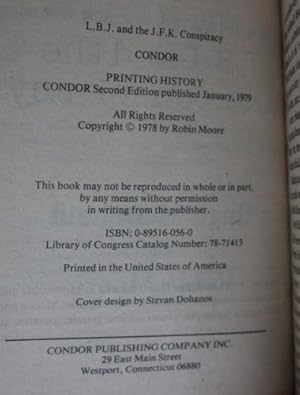 L.B.J. and the J.F.K. Conspiracy
CONDOR
PRINTING HISTORY
CONDOR Second Edition published January, 1979
All Rights Reserved
Copyright © 1978 by Robin Moore
This book may not be reproduced in whole or in part,
by any means without permission
in writing from the publisher.
ISBN: 0-89516-056-0
Library of Congress Catalog Number: 78-71413
Printed in the United States of America
Cover design by Stevan Dohanos
CONDOR PUBLISHING COMPANY INC.
29 East Main Street
Westport, Connecticut 06880